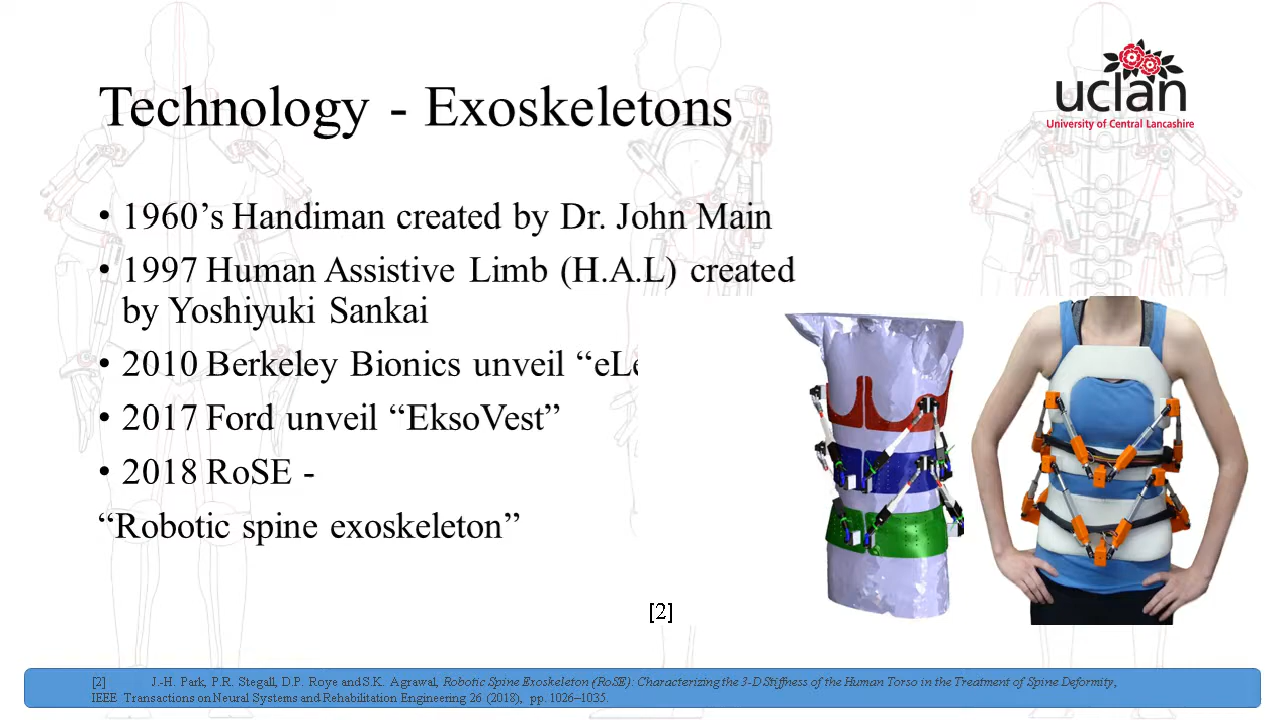 Technology - Exoskeletons
uclan
University of Central Lancashire
• 1960’s Handiman created by Dr. John Main
• 1997 Human Assistive Limb (H.A.L) created
by Yoshiyuki Sankai
• 2010 Berkeley Bionics unveil “eLe
• 2017 Ford unveil “EksoVest”
• 2018 RoSE -
“Robotic spine exoskeleton”
[2]
[2] J.-H. Park, P.R. Stegall, D.P. Roye and S.K. Agrawal, Robotic Spine Exoskeleton (RoSE): Characterizing the 3-D Stiffness of the Human Torso in the Treatment of Spine Deformity,
IEEE Transactions on Neural Systems and Rehabilitation Engineering 26 (2018), pp. 1026–1035.